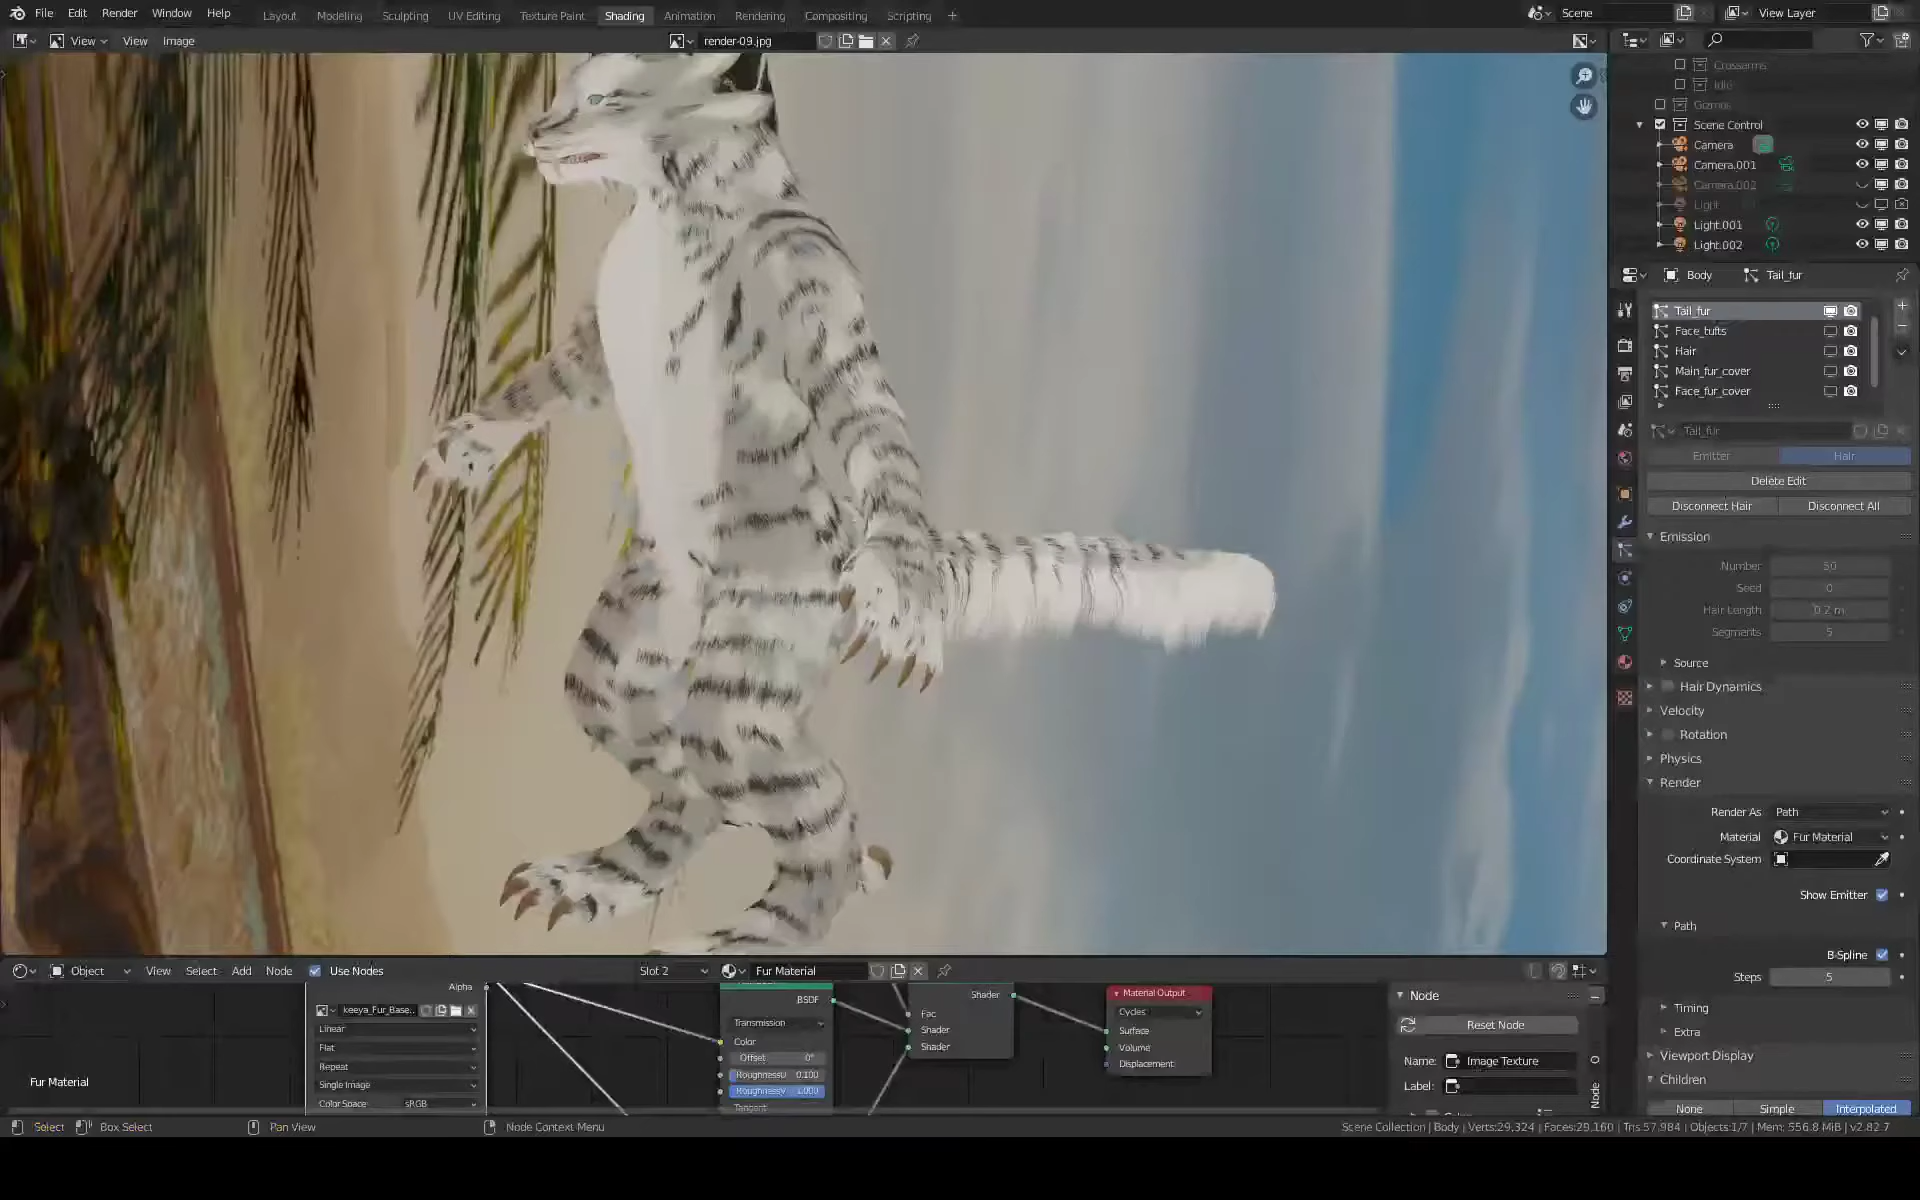 File Edit Render Window Help Layout Modeling Sculpting UV Editing Texture Paint Shading Animation Rendering Compositing Scripting + Scene View Layer
View View Image render-09.jpg
Crossarms
Idle
Gizmos
Scene Control
Camera
Camera.001
Camera.002
Light
Light.001
Light.002
Body Tail_fur
Tail_fur
Face_tufts
Hair
Main_fur_cover
Face_fur_cover
Tail_fur
Emitter Hair
Delete Edit
Disconnect Hair Disconnect All
Emission
Number 50
Seed 0
Hair Length 0.2 m
Segments 5
Source
Hair Dynamics
Velocity
Rotation
Physics
Render
Render As Path
Material Fur Material
Coordinate System
Show Emitter
Path
B-Spline
Steps 5
Timing
Extra
Viewport Display
Children
None Simple Interpolated
Object View Select Add Node Use Nodes Slot 2 Fur Material
Alpha
keeya_Fur_Base..
Linear
Flat
Repeat
Single Image
Color Space: sRGB
Fur Material
BSDF
Transmission
Color
Offset 0°
RoughnessU 0.100
RoughnessV 1.000
Tangent
Shader
Fac
Shader
Shader
Material Output
Cycles
Surface
Volume
Displacement
Node
Reset Node
Name: Image Texture
Label:
Node
Select Box Select Pan View Node Context Menu Scene Collection | Body | Verts:29,324 | Faces:29,160 | Tris:57,984 | Objects:1/7 | Mem: 556.8 MiB | v2.82.7